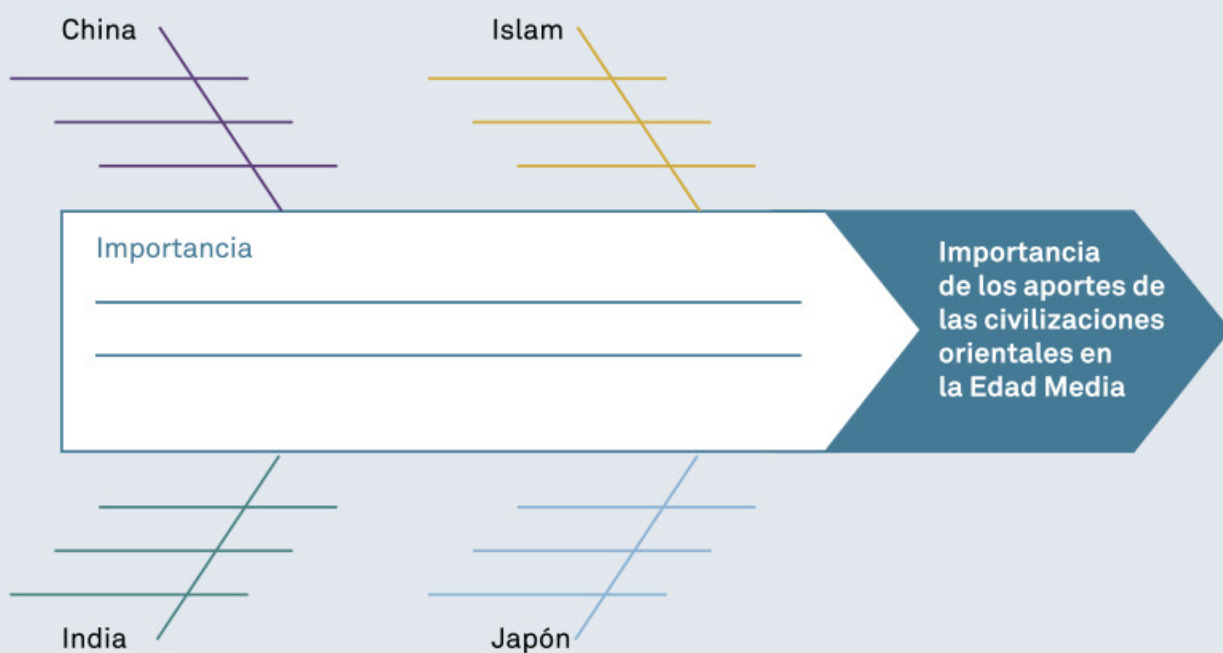 China
Islam
Importancia
Importancia
de los aportes de
las civilizaciones
orientales en
la Edad Media
India
Japón